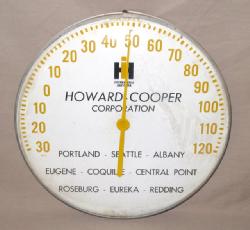 30 20 10 0 10 20 30 40 50 60 70 80 90 100 110 120
HOWARD-COOPER
CORPORATION
PORTLAND - SEATTLE - ALBANY
EUGENE - COQUILLE - CENTRAL POINT
ROSEBURG - EUREKA - REDDING